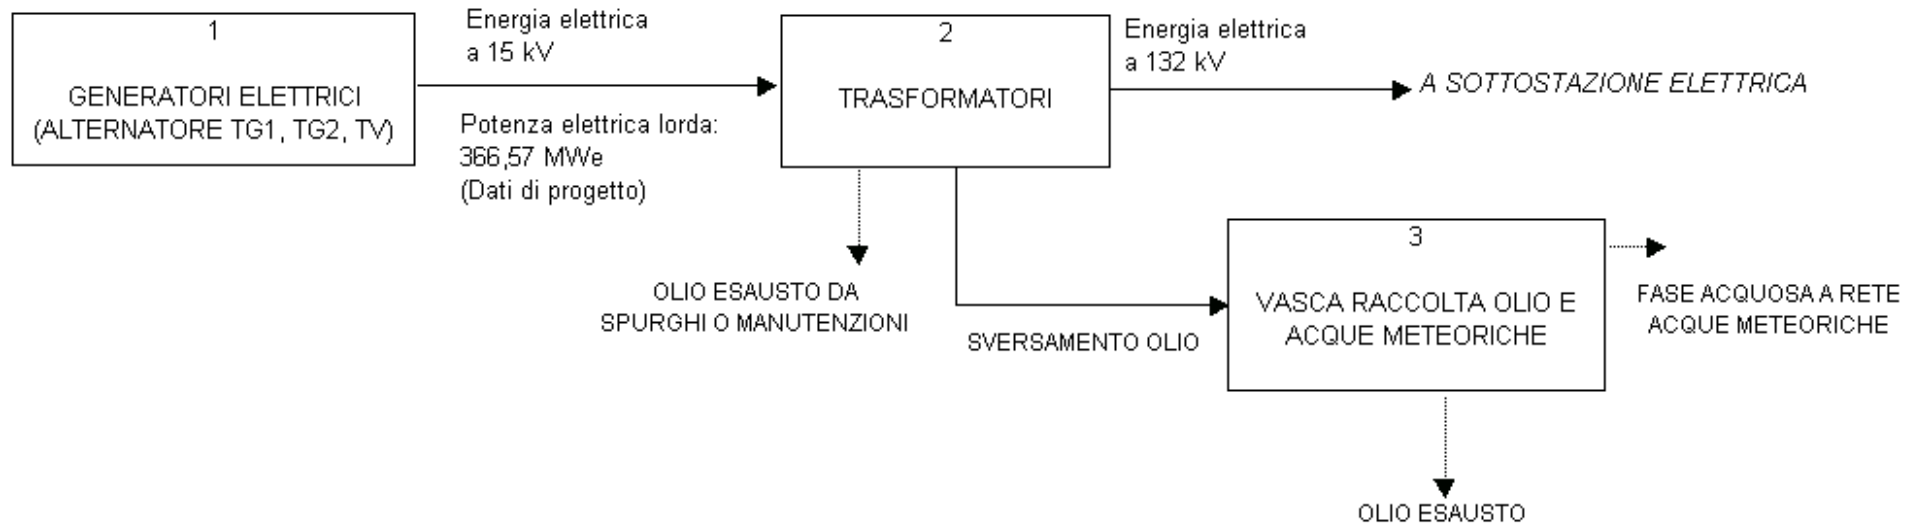 1
GENERATORI ELETTRICI
(ALTERNATORE TG1, TG2, TV)
Energia elettrica
a 15 kV
Potenza elettrica lorda:
366,57 MWe
(Dati di progetto)
2
TRASFORMATORI
Energia elettrica
a 132 kV
A SOTTOSTAZIONE ELETTRICA
OLIO ESAUSTO DA
SPURGHI O MANUTENZIONI
SVERSAMENTO OLIO
3
VASCA RACCOLTA OLIO E
ACQUE METEORICHE
FASE ACQUOSA A RETE
ACQUE METEORICHE
OLIO ESAUSTO